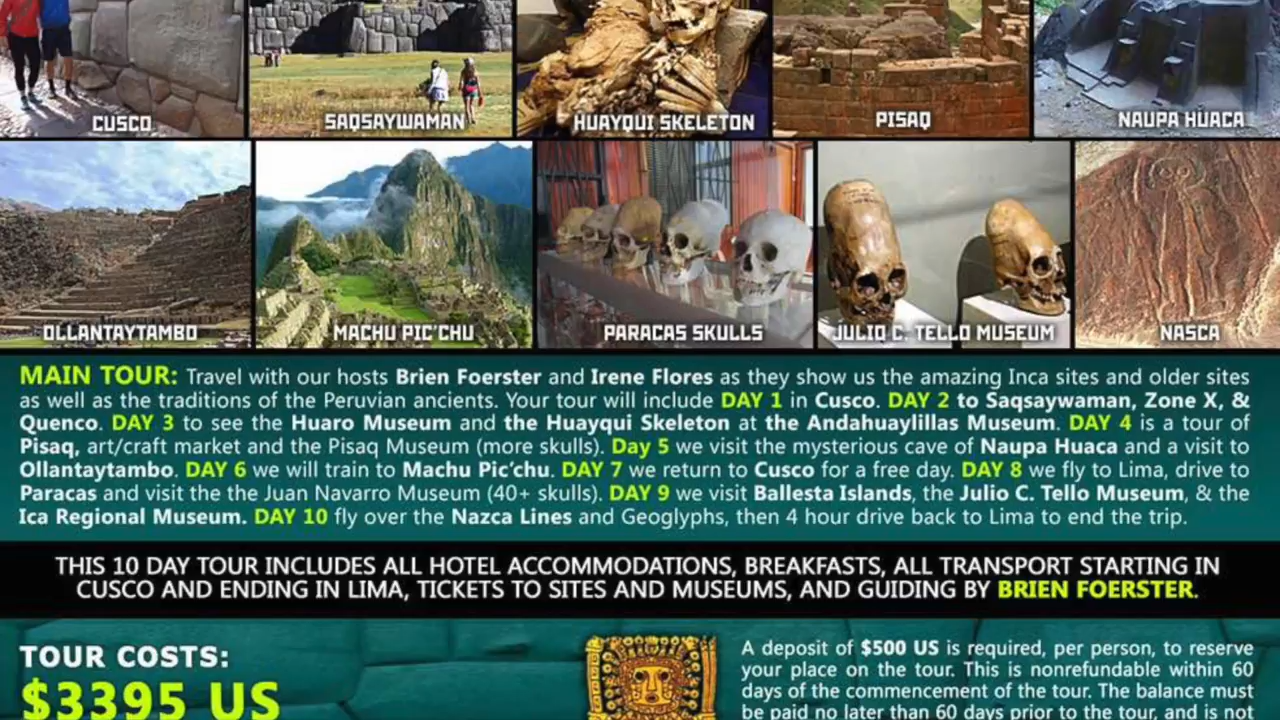 CUSCO
SAQSAYWAMAN
HUAYQUI SKELETON
PISAQ
NAUPA HUACA
OLLANTAYTAMBO
MACHU PIC'CHU
PARACAS SKULLS
JULIO C. TELLO MUSEUM
NASCA
MAIN TOUR: Travel with our hosts Brien Foerster and Irene Flores as they show us the amazing Inca sites and older sites
as well as the traditions of the Peruvian ancients. Your tour will include DAY 1 in Cusco. DAY 2 to Saqsaywaman, Zone X, &
Quenco. DAY 3 to see the Huaro Museum and the Huayqui Skeleton at the Andahuaylillas Museum. DAY 4 is a tour of
Pisaq, art/craft market and the Pisaq Museum (more skulls). Day 5 we visit the mysterious cave of Naupa Huaca and a visit to
Ollantaytambo. DAY 6 we will train to Machu Pic'chu. DAY 7 we return to Cusco for a free day. DAY 8 we fly to Lima, drive to
Paracas and visit the the Juan Navarro Museum (40+ skulls). DAY 9 we visit Ballesta Islands, the Julio C. Tello Museum, & the
Ica Regional Museum. DAY 10 fly over the Nazca Lines and Geoglyphs, then 4 hour drive back to Lima to end the trip.
THIS 10 DAY TOUR INCLUDES ALL HOTEL ACCOMMODATIONS, BREAKFASTS, ALL TRANSPORT STARTING IN
CUSCO AND ENDING IN LIMA, TICKETS TO SITES AND MUSEUMS, AND GUIDING BY BRIEN FOERSTER.
TOUR COSTS:
$3395 US
A deposit of $500 US is required, per person, to reserve
your place on the tour. This is nonrefundable within 60
days of the commencement of the tour. The balance must
be paid no later than 60 days prior to the tour, and is not